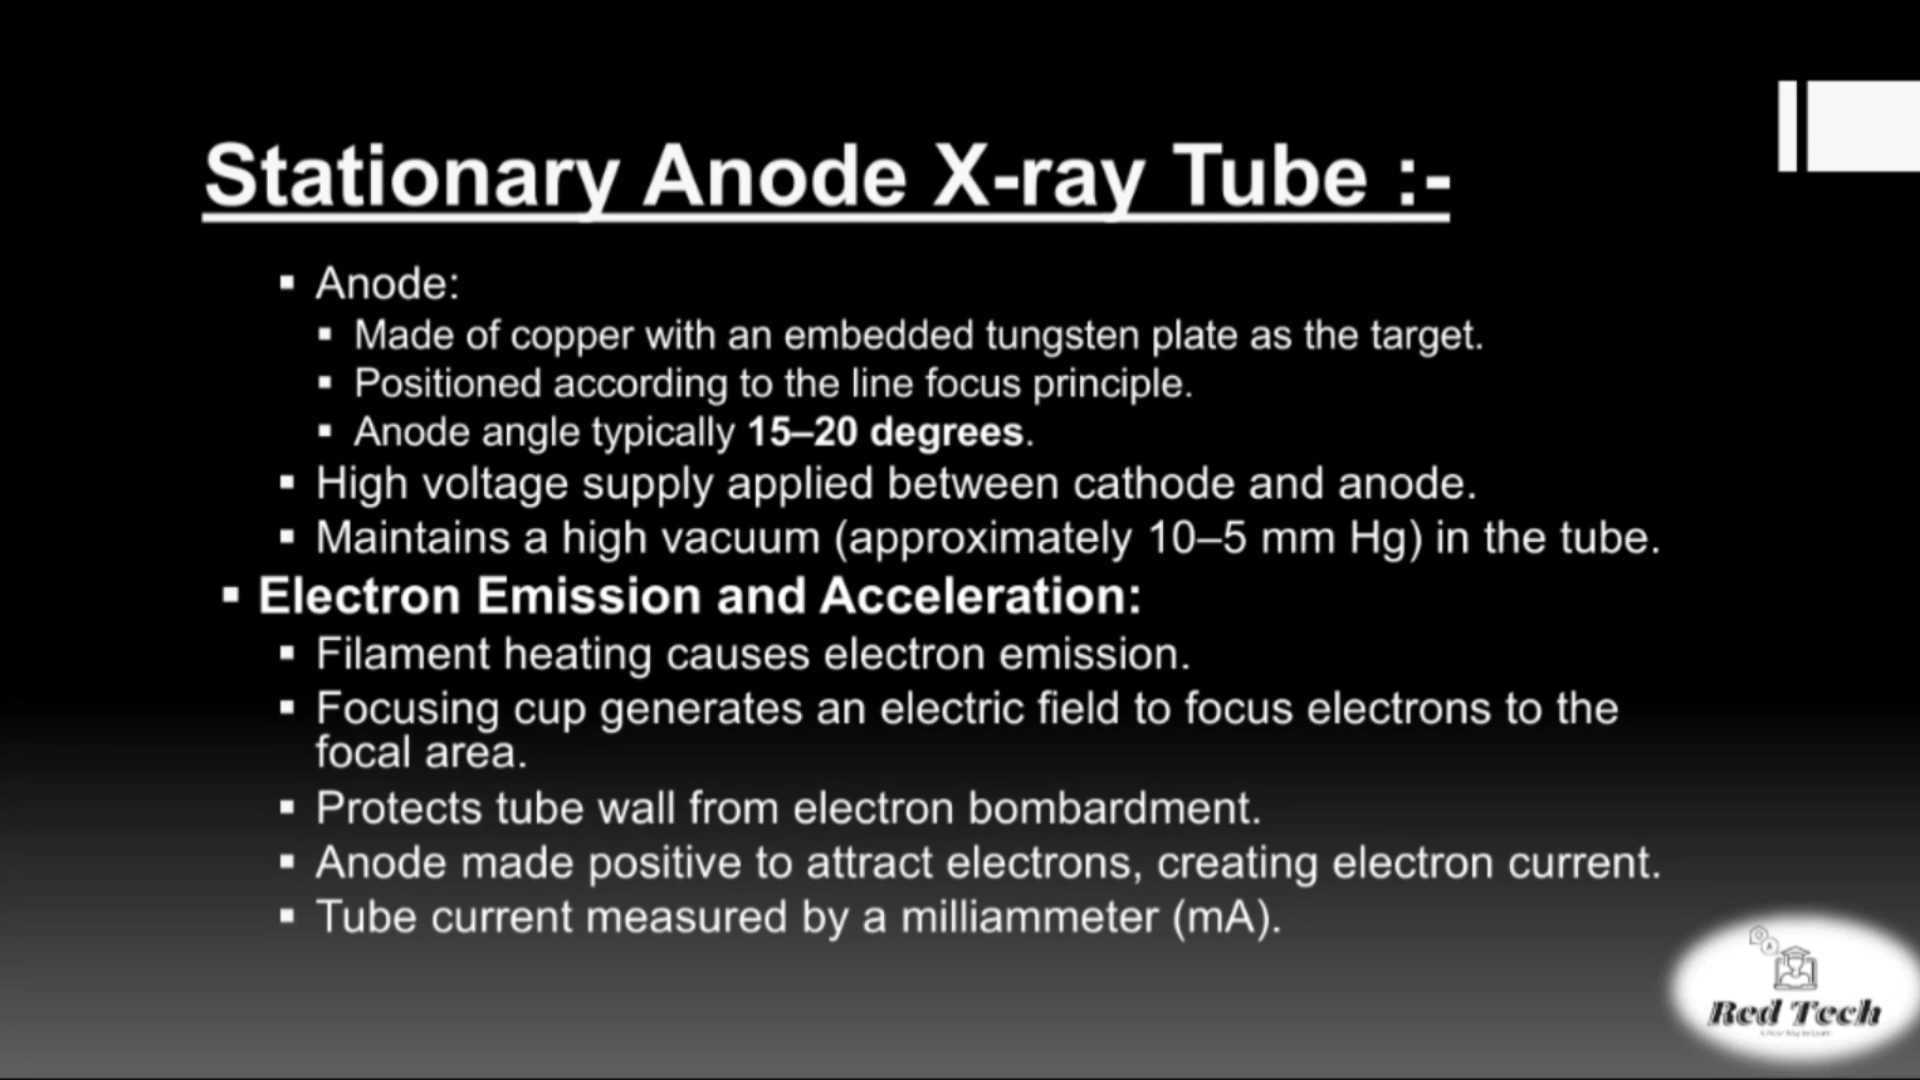 Stationary Anode X-ray Tube :-
▪ Anode:
▪ Made of copper with an embedded tungsten plate as the target.
▪ Positioned according to the line focus principle.
▪ Anode angle typically 15–20 degrees.
▪ High voltage supply applied between cathode and anode.
▪ Maintains a high vacuum (approximately 10–5 mm Hg) in the tube.
▪ Electron Emission and Acceleration:
▪ Filament heating causes electron emission.
▪ Focusing cup generates an electric field to focus electrons to the
focal area.
▪ Protects tube wall from electron bombardment.
▪ Anode made positive to attract electrons, creating electron current.
▪ Tube current measured by a milliammeter (mA).
Red Tech